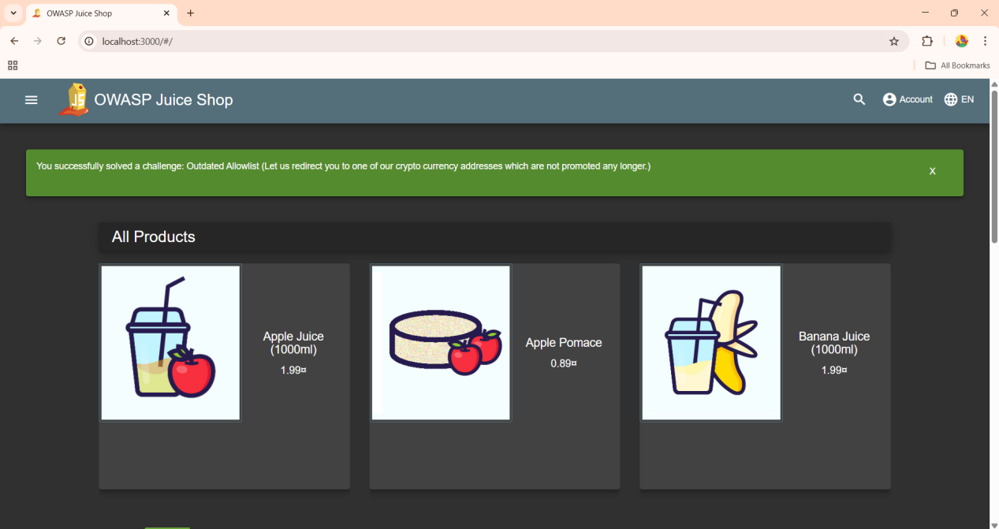 OWASP Juice Shop
localhost:3000/#/
All Bookmarks
JS
OWASP Juice Shop
Account
EN
You successfully solved a challenge: Outdated Allowlist (Let us redirect you to one of our crypto currency addresses which are not promoted any longer.)
X
All Products
Apple Juice
(1000ml)
1.99¤
Apple Pomace
0.89¤
Banana Juice
(1000ml)
1.99¤